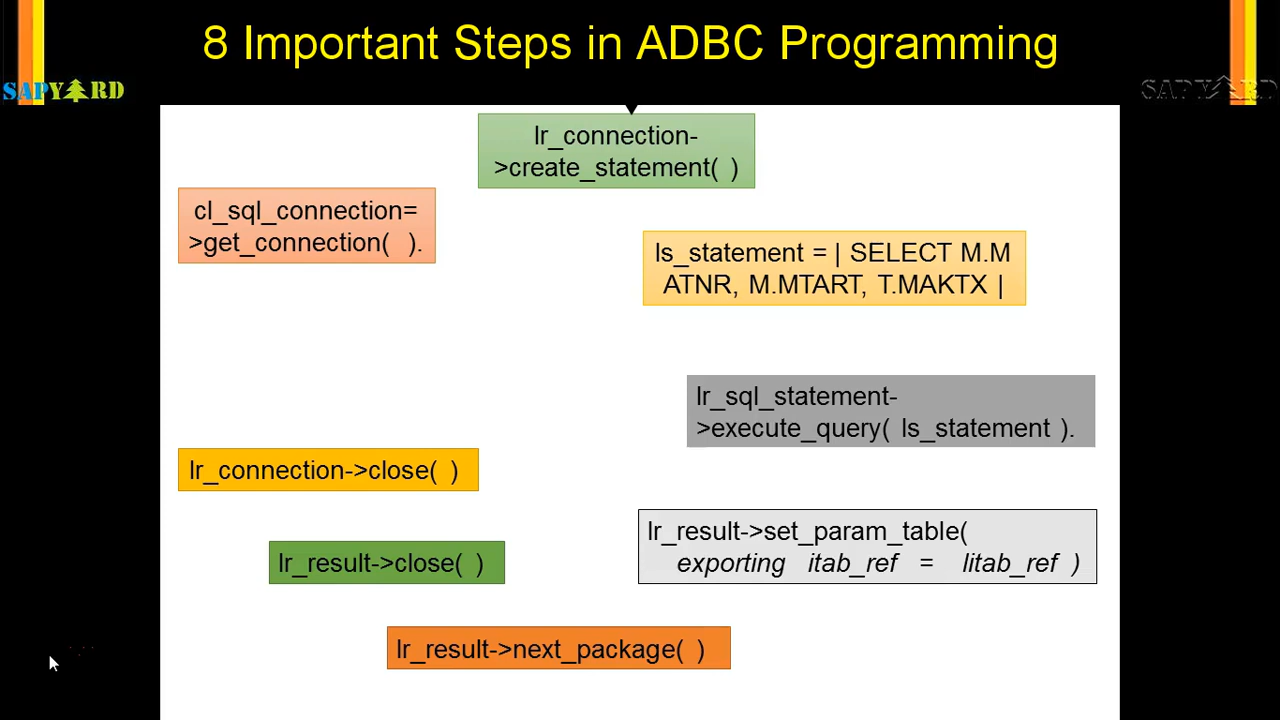 8 Important Steps in ADBC Programming
SAPYARD
SAPYARD
lr_connection-
>create_statement( )
cl_sql_connection=
>get_connection( ).
ls_statement = | SELECT M.M
ATNR, M.MTART, T.MAKTX |
lr_sql_statement-
>execute_query( ls_statement ).
lr_connection->close( )
lr_result->set_param_table(
exporting itab_ref = litab_ref )
lr_result->close( )
lr_result->next_package( )